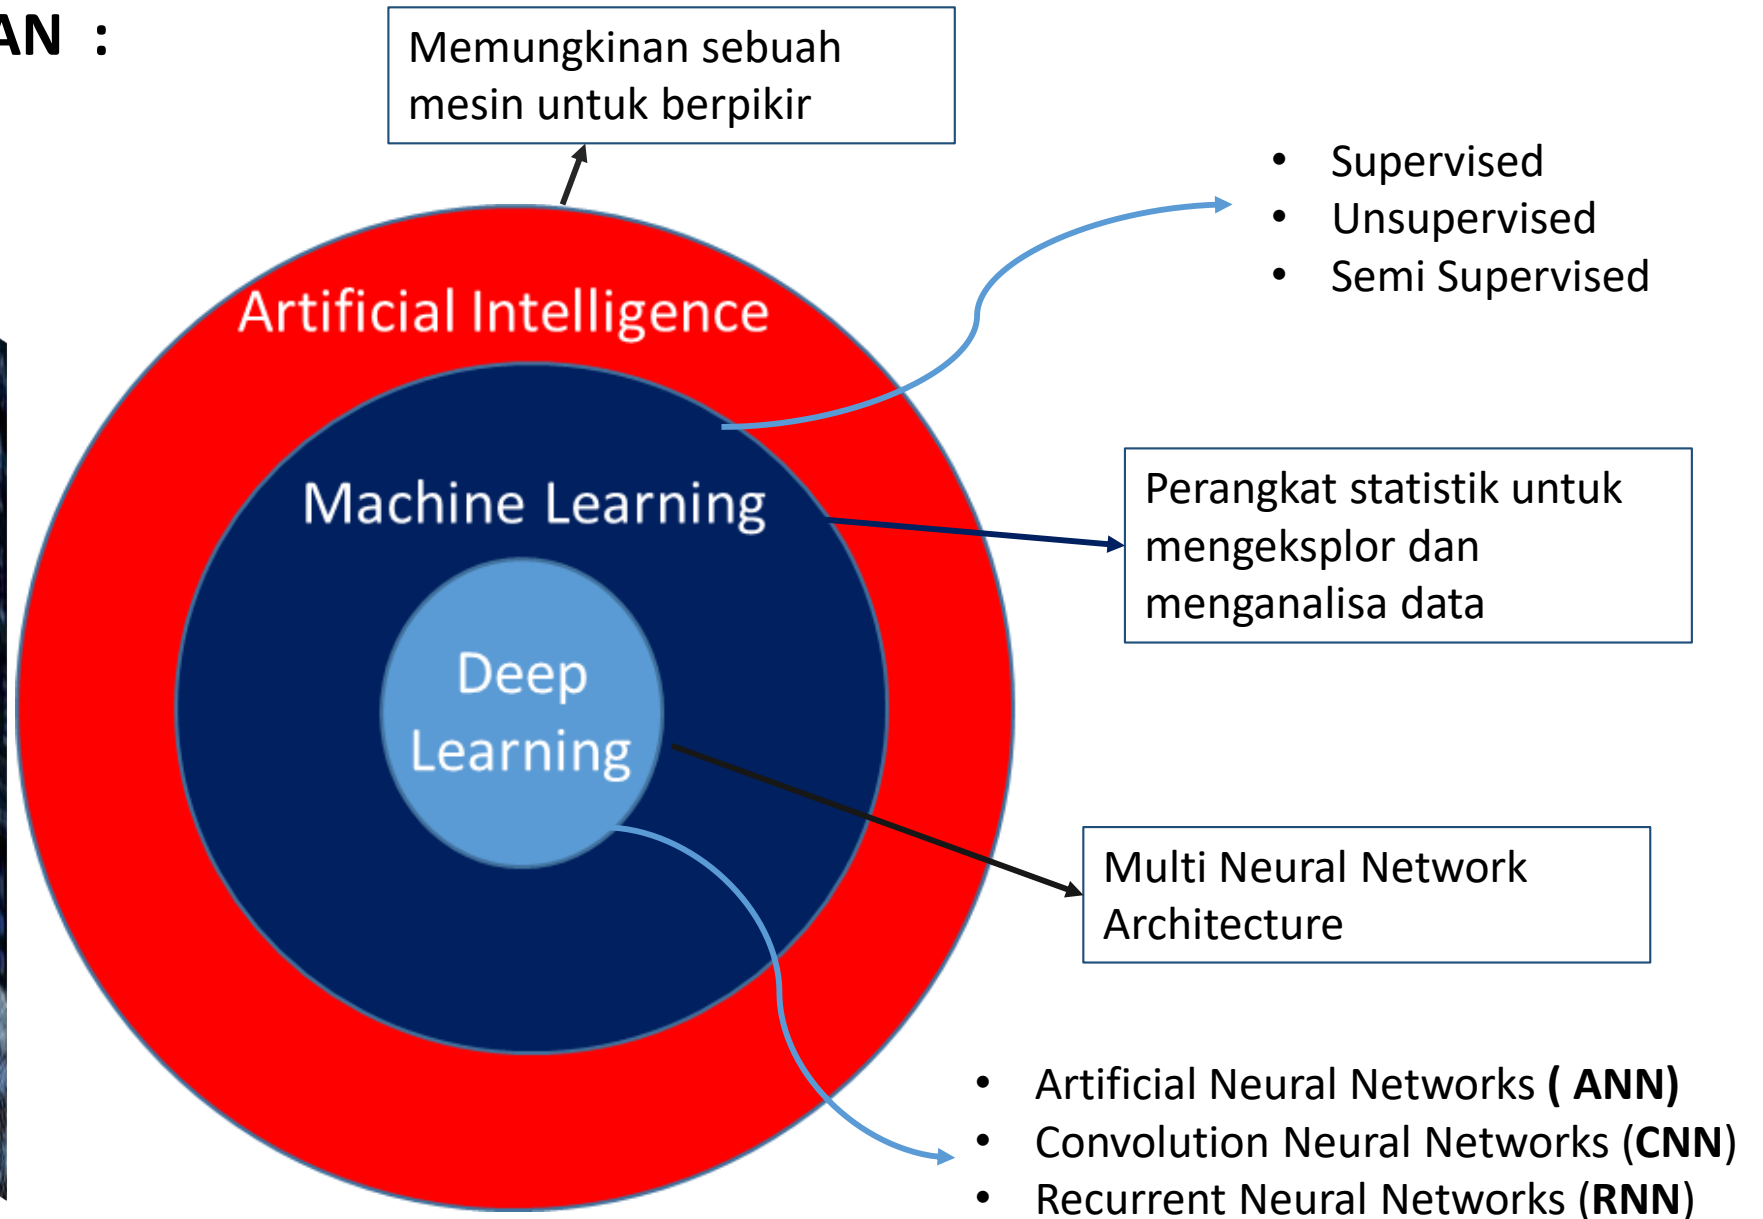 AN :
Memungkinan sebuah
mesin untuk berpikir
• Supervised
• Unsupervised
• Semi Supervised
Artificial Intelligence
Machine Learning
Perangkat statistik untuk
mengeksplor dan
menganalisa data
Deep
Learning
Multi Neural Network
Architecture
• Artificial Neural Networks ( ANN)
• Convolution Neural Networks (CNN)
• Recurrent Neural Networks (RNN)